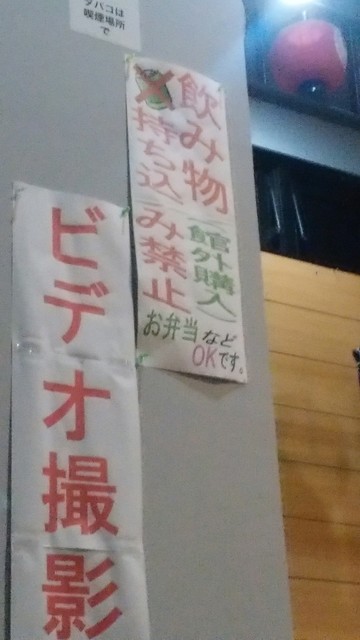 タバコは
喫煙場所
で
飲み物
(館外購入)
持ち込み禁止
お弁当など
OKです。
ビデオ撮影